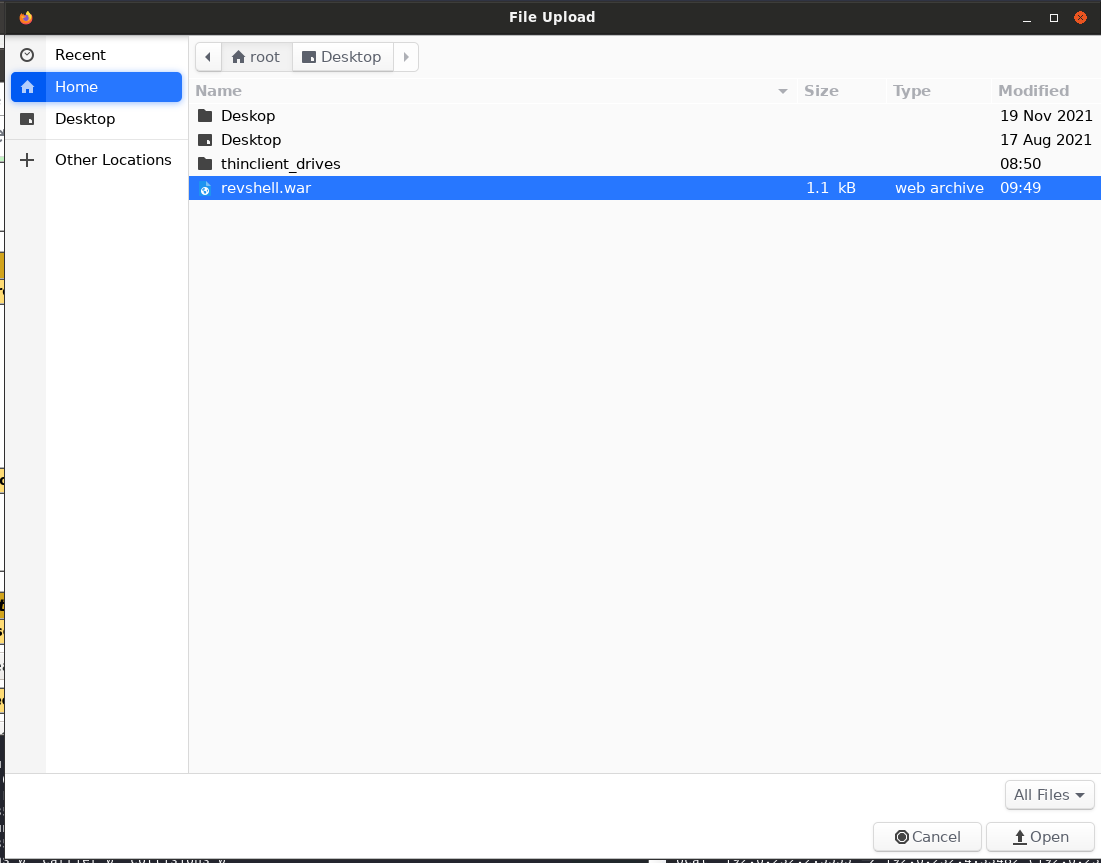 File Upload
Recent
Home
Desktop
Other Locations
root Desktop
Name Size Type Modified
Deskop 19 Nov 2021
Desktop 17 Aug 2021
thinclient_drives 08:50
revshell.war 1.1 kB web archive 09:49
All Files
Cancel Open